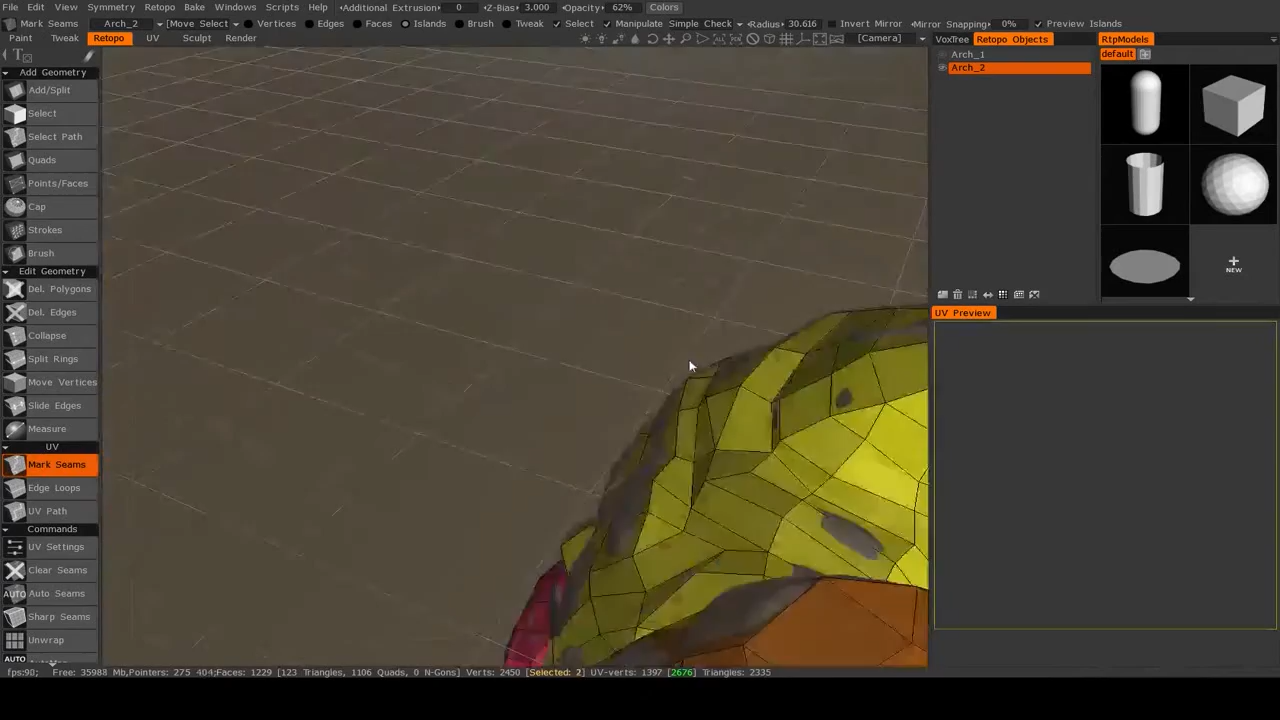 File Edit View Symmetry Retopo Bake Windows Scripts Help Additional Extrusion 0 Z-Bias 3.000 Opacity 62% Colors
Mark Seams Arch_2 [Move Select] Vertices Edges Faces Islands Brush Tweak Select Manipulate Simple Check Radius 30.616 Invert Mirror Mirror Snapping 0% Preview Islands
Paint Tweak Retopo UV Sculpt Render [Camera] VoxTree Retopo Objects RtpModels
Arch_1
default
Arch_2
Add Geometry
Add/Split
Select
Select Path
Quads
Points/Faces
Cap
Strokes
Brush
NEW
Edit Geometry
Del. Polygons
Del. Edges
UV Preview
Collapse
Split Rings
Move Vertices
Slide Edges
Measure
UV
Mark Seams
Edge Loops
UV Path
Commands
UV Settings
Clear Seams
AUTO Auto Seams
Sharp Seams
Unwrap
AUTO
fps:90; Free: 35988 Mb,Pointers: 275 404;Faces: 1229 [123 Triangles, 1106 Quads, 0 N-Gons] Verts: 2450 [Selected: 2] UV-verts: 1397 [2676] Triangles: 2335